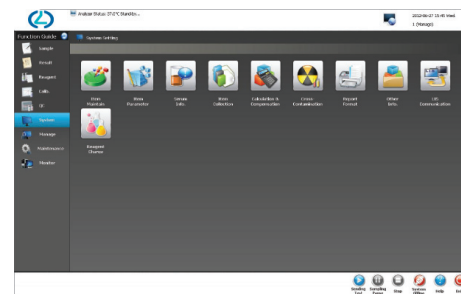 Analyzer Status: 37.0℃ Standby...
2012-06-27 15:40 Wed.
1 (Manage)
Function Guide
System Setting
Sample
Result
Reagent
Calib.
QC
System
Manage
Maintenance
Monitor
Item Maintain
Item Parameter
Serum Info.
Item Collection
Calculation & Compensation
Cross Contamination
Report Format
Other Info.
LIS Communication
Reagent Change
Sampling Pause
Stop
System Offline
Help